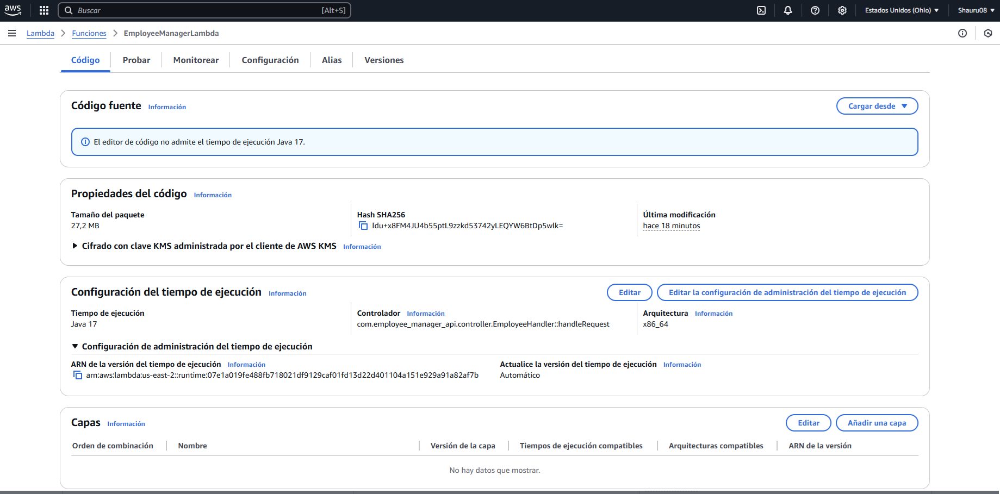 aws
Buscar [Alt+S] Estados Unidos (Ohio) Shauru08
Lambda Funciones EmployeeManagerLambda
Código Probar Monitorear Configuración Alias Versiones
Código fuente Información Cargar desde
El editor de código no admite el tiempo de ejecución Java 17.
Propiedades del código Información
Tamaño del paquete Hash SHA256 Última modificación
27,2 MB ldu+x8FM4JU4b55ptL9zzkd53742yLEQYW6BtDp5wlk= hace 18 minutos
Cifrado con clave KMS administrada por el cliente de AWS KMS Información
Configuración del tiempo de ejecución Información Editar Editar la configuración de administración del tiempo de ejecución
Tiempo de ejecución Controlador Información Arquitectura Información
Java 17 com.employee_manager_api.controller.EmployeeHandler::handleRequest x86_64
Configuración de administración del tiempo de ejecución
ARN de la versión del tiempo de ejecución Información Actualice la versión del tiempo de ejecución Información
arn:aws:lambda:us-east-2::runtime:07e1a019fe488fb718021df9129caf01fd13d22d401104a151e929a91a82af7b Automático
Capas Información Editar Añadir una capa
Orden de combinación Nombre Versión de la capa Tiempos de ejecución compatibles Arquitecturas compatibles ARN de la versión
No hay datos que mostrar.